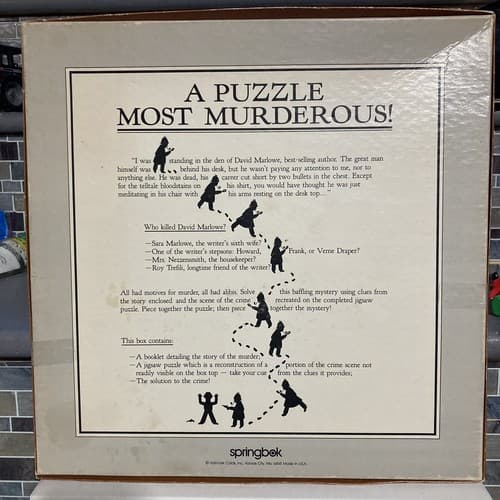 A PUZZLE
MOST MURDEROUS!
"I was standing in the den of David Marlowe, best-selling author. The great man
himself was behind his desk, but he wasn't paying any attention to me, nor to
anything else. He was dead, his career cut short by two bullets in the chest. Except
for the telltale bloodstains on his shirt, you would have thought he was just
meditating in his chair with his arms resting on the desk top...."
Who killed David Marlowe?
—Sara Marlowe, the writer's sixth wife?
—One of the writer's stepsons: Howard, Frank, or Verne Draper?
—Mrs. Nezzensmith, the housekeeper?
—Roy Trefik, longtime friend of the writer?
All had motives for murder, all had alibis. Solve this baffling mystery using clues from
the story enclosed and the scene of the crime recreated on the completed jigsaw
puzzle. Piece together the puzzle; then piece together the mystery!
This box contains:
—A booklet detailing the story of the murder;
—A jigsaw puzzle which is a reconstruction of a portion of the crime scene not
readily visible on the box top — take your cue from the clues it provides;
—The solution to the crime!
springbok